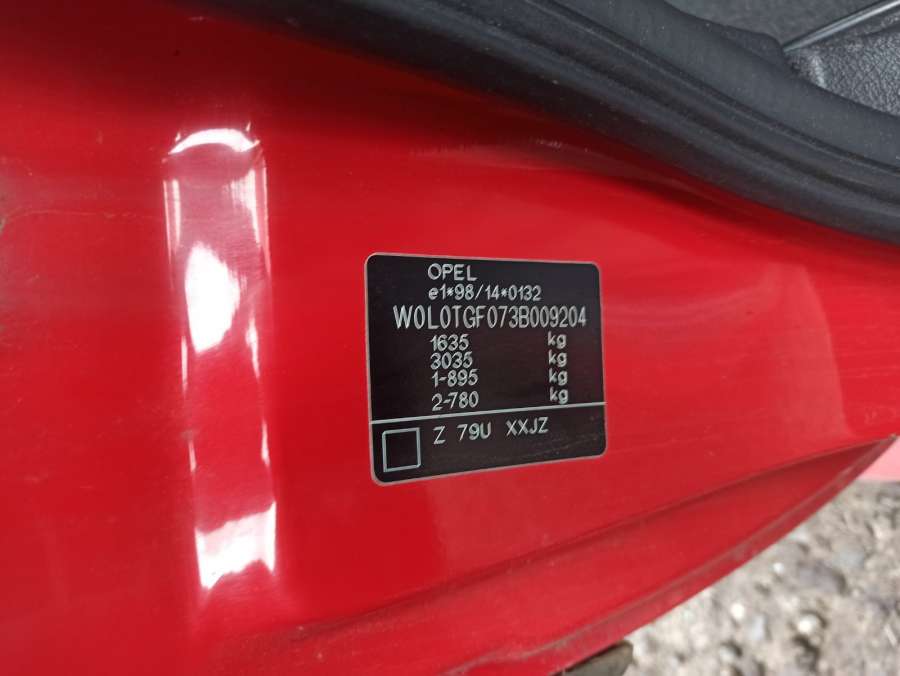 OPEL
e1*98/14*0132
W0L0TGF073B009204
1635 kg
3035 kg
1-895 kg
2-780 kg
Z 79U XXJZ